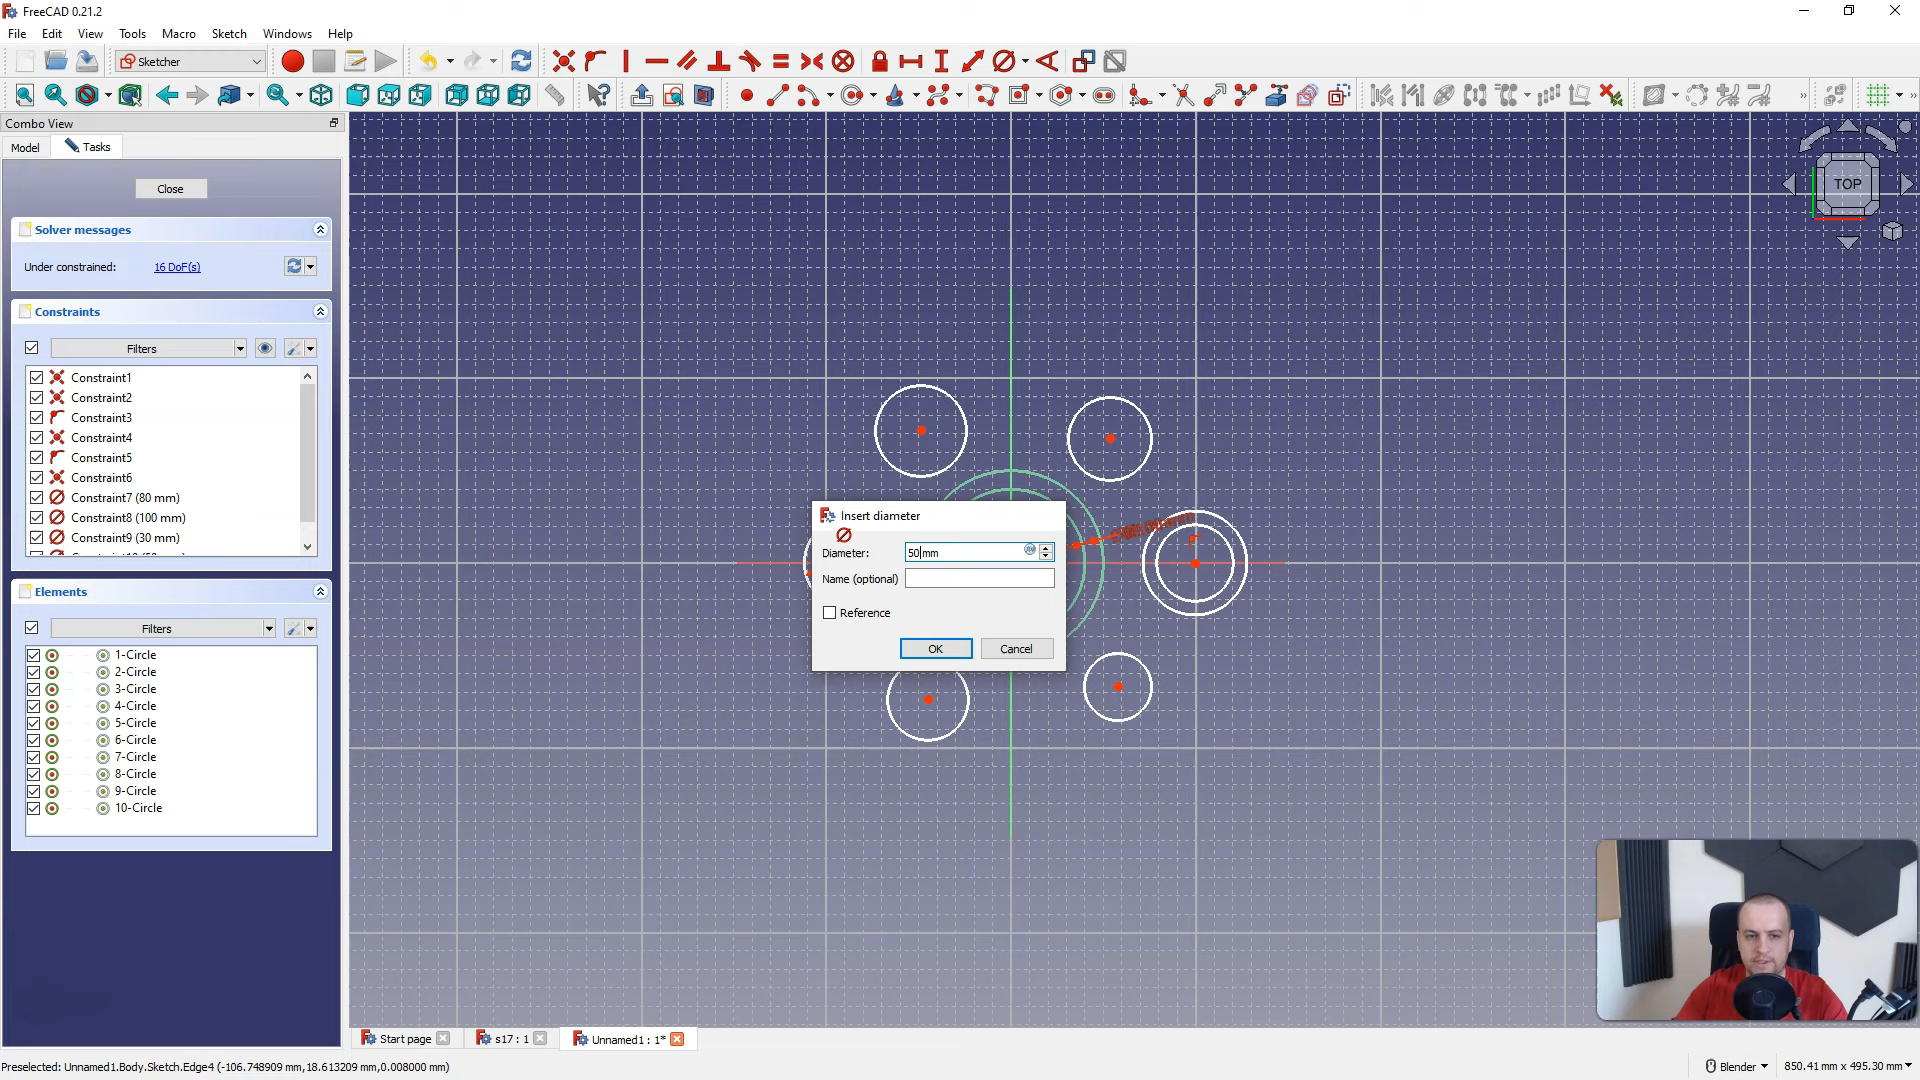 FreeCAD 0.21.2
File Edit View Tools Macro Sketch Windows Help
Sketcher
Combo View
Model Tasks
Close
Solver messages
Under constrained: 16 DoF(s)
Constraints
Filters
Constraint1
Constraint2
Constraint3
Constraint4
Constraint5
Constraint6
Constraint7 (80 mm)
Constraint8 (100 mm)
Constraint9 (30 mm)
Elements
Filters
1-Circle
2-Circle
3-Circle
4-Circle
5-Circle
6-Circle
7-Circle
8-Circle
9-Circle
10-Circle
TOP
Insert diameter
Diameter: 50 mm
Name (optional)
Reference
OK Cancel
Start page s17 : 1 Unnamed1 : 1*
Preselected: Unnamed1.Body.Sketch.Edge4 (-106.748909 mm,18.613209 mm,0.008000 mm)
Blender 850.41 mm x 495.30 mm